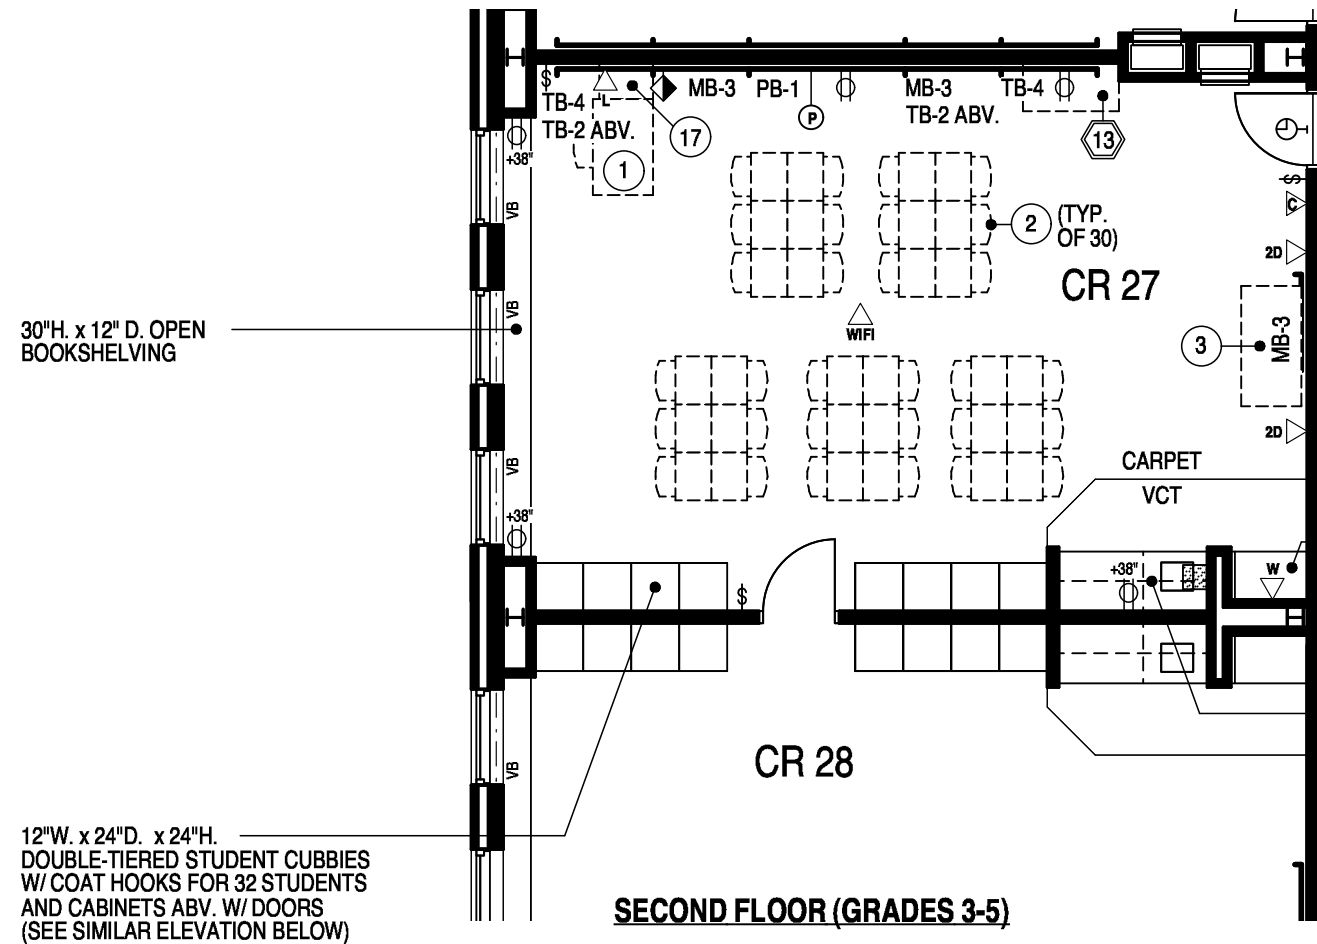 $
TB-4
L
MB-3
PB-1
MB-3
TB-4
TB-2 ABV.
TB-2 ABV.
P
17
13
+38"
1
VB
2
(TYP.
OF 30)
$
C
2D
CR 27
VB
WIFI
30"H. x 12" D. OPEN
BOOKSHELVING
3
MB-3
2D
VB
CARPET
VCT
+38"
+38"
W
$
CR 28
VB
12"W. x 24"D. x 24"H.
DOUBLE-TIERED STUDENT CUBBIES
W/ COAT HOOKS FOR 32 STUDENTS
AND CABINETS ABV. W/ DOORS
(SEE SIMILAR ELEVATION BELOW)
SECOND FLOOR (GRADES 3-5)